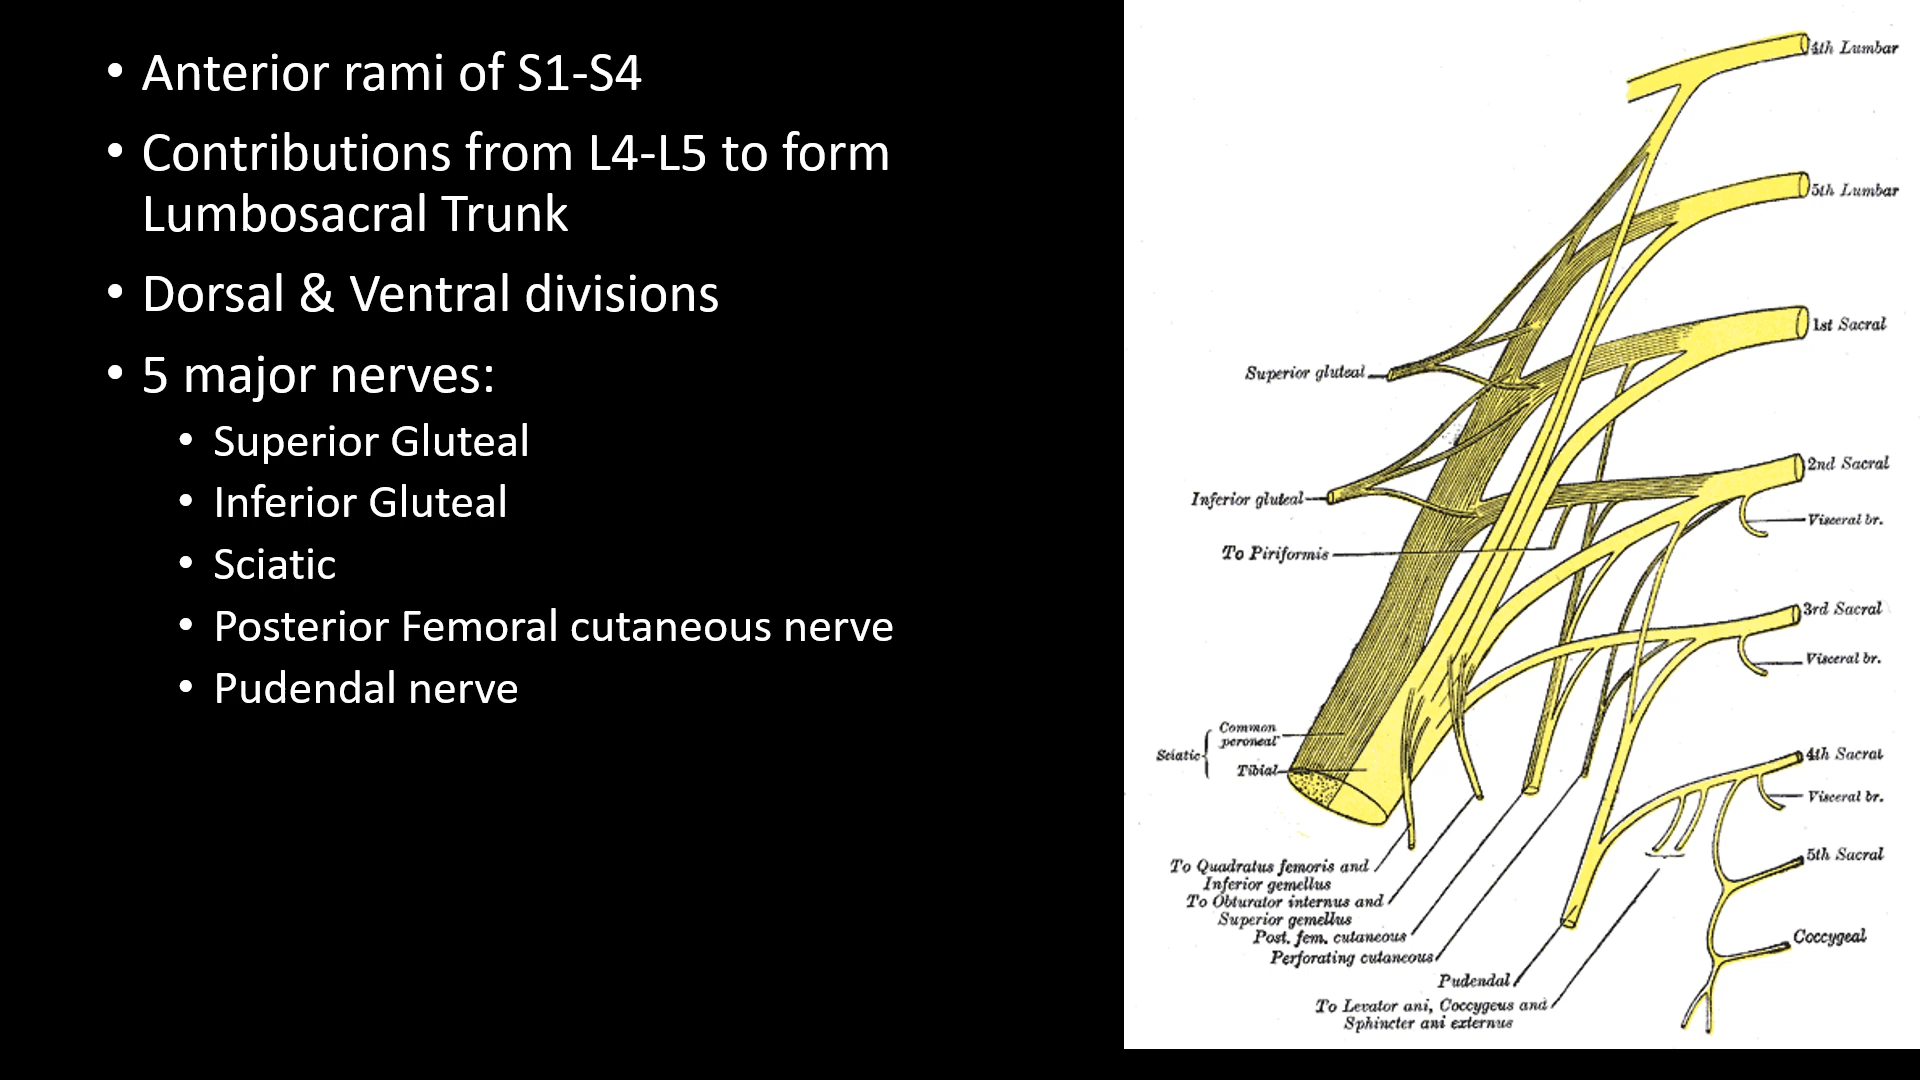 • Anterior rami of S1-S4
• Contributions from L4-L5 to form
Lumbosacral Trunk
• Dorsal & Ventral divisions
• 5 major nerves:
• Superior Gluteal
• Inferior Gluteal
• Sciatic
• Posterior Femoral cutaneous nerve
• Pudendal nerve
4th Lumbar
5th Lumbar
1st Sacral
Superior gluteal
2nd Sacral
Inferior gluteal
Visceral br.
To Piriformis
3rd Sacral
Visceral br.
Common
peroneal
Sciatic
Tibial
4th Sacral
Visceral br.
5th Sacral
To Quadratus femoris and
Inferior gemellus
To Obturator internus and
Superior gemellus
Post. fem. cutaneous
Perforating cutaneous
Coccygeal
Pudendal
To Levator ani, Coccygeus and
Sphincter ani externus